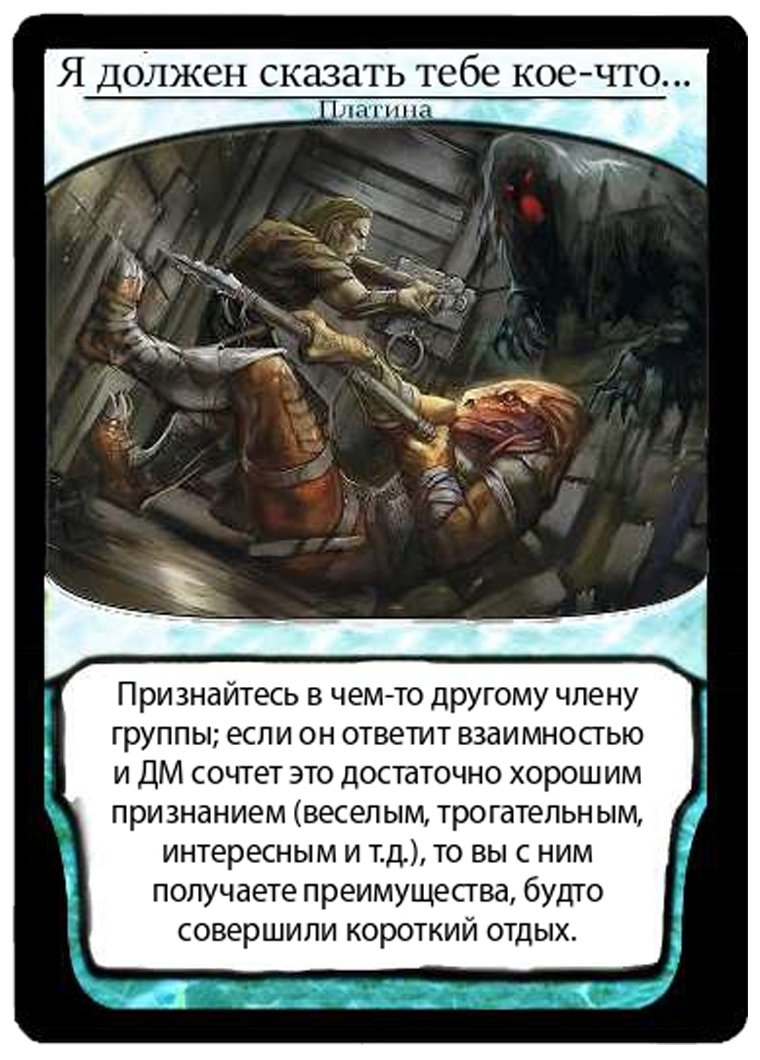 Я должен сказать тебе кое-что...
Платина
Признайтесь в чем-то другому члену
группы; если он ответит взаимностью
и ДМ сочтет это достаточно хорошим
признанием (веселым, трогательным,
интересным и т.д.), то вы с ним
получаете преимущества, будто
совершили короткий отдых.